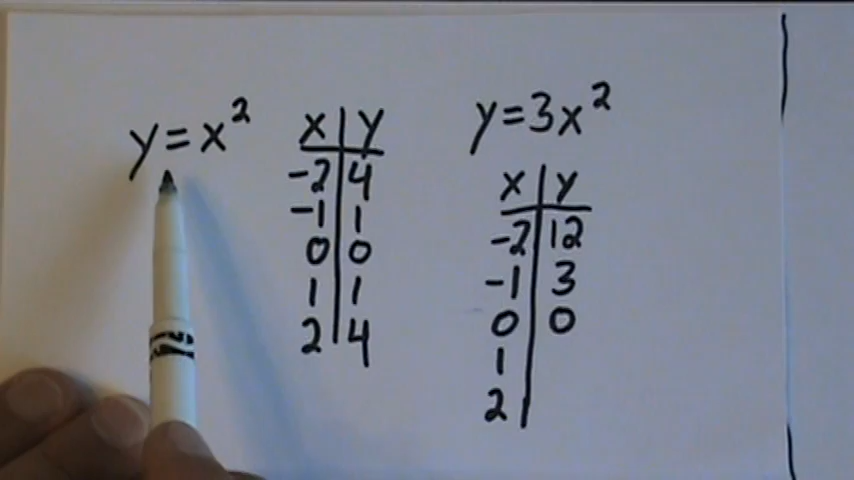 y=x²
x y
-2 4
-1 1
0 0
1 1
2 4
y=3x²
x y
-2 12
-1 3
0 0
1
2